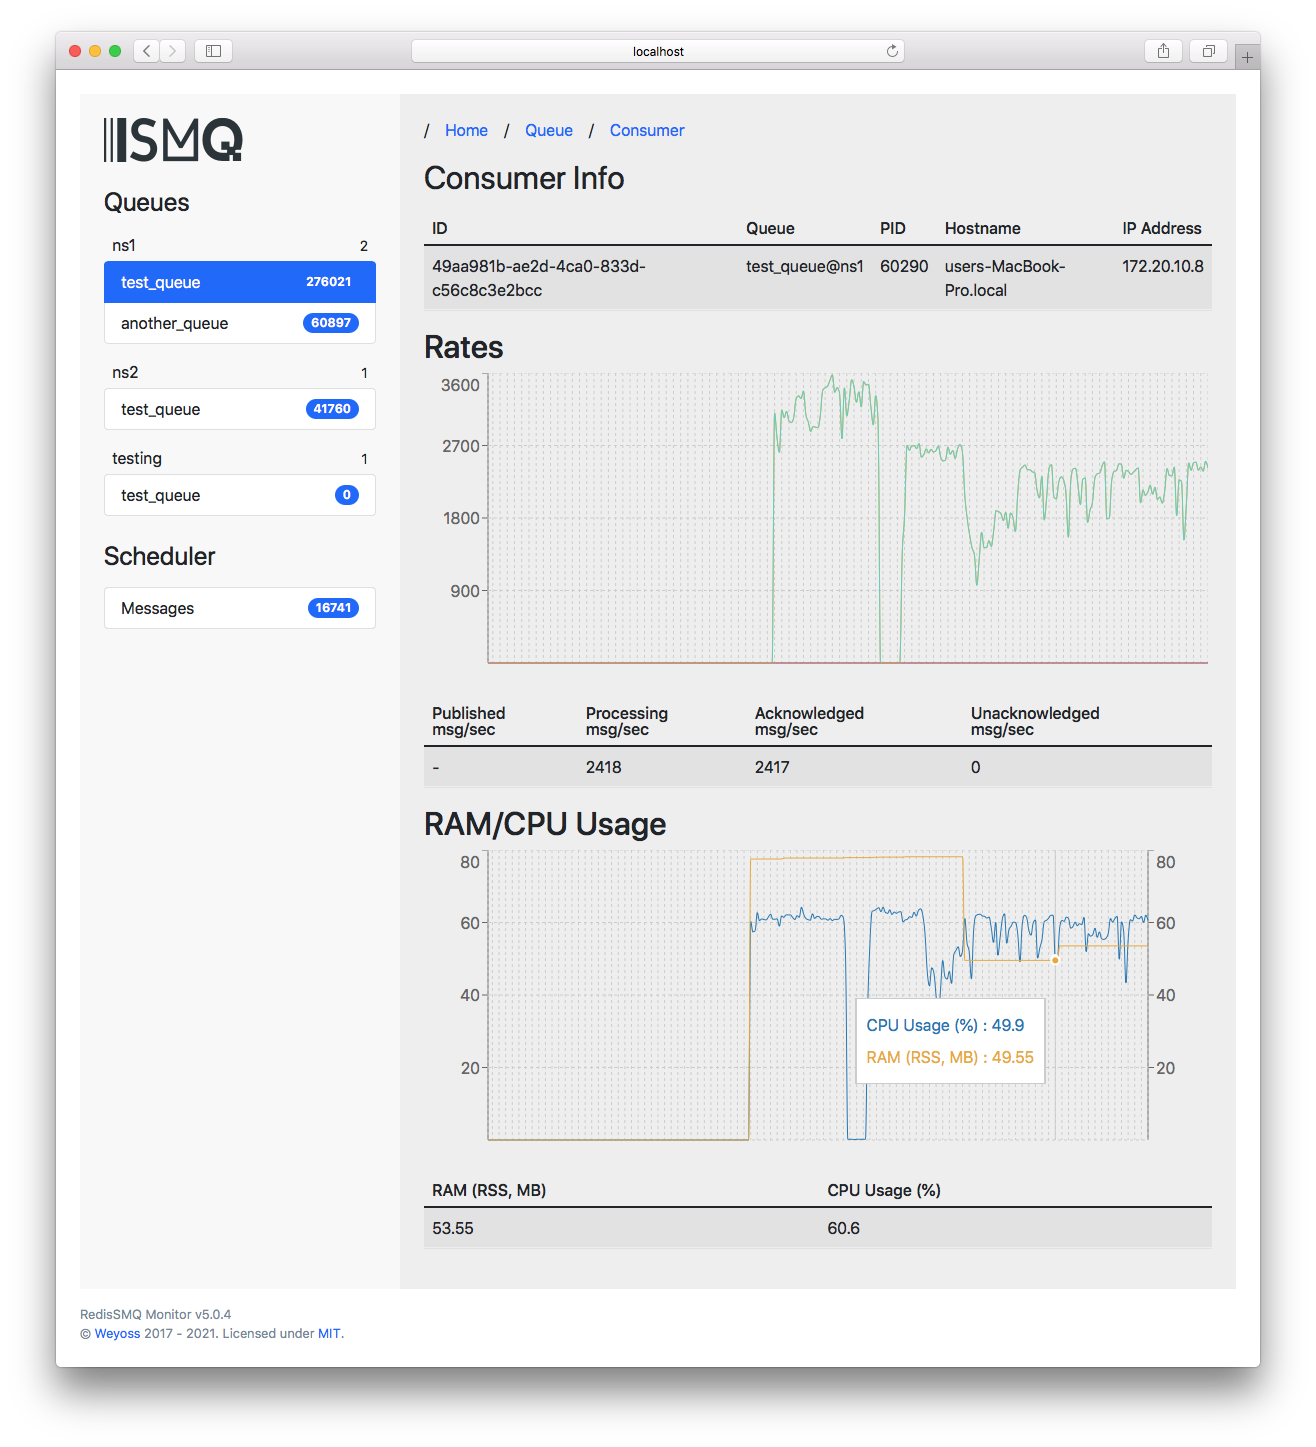 localhost
ISMQ
Queues
ns1 2
test_queue 276021
another_queue 60897
ns2 1
test_queue 41760
testing 1
test_queue 0
Scheduler
Messages 16741
/ Home / Queue / Consumer
Consumer Info
ID Queue PID Hostname IP Address
49aa981b-ae2d-4ca0-833d- test_queue@ns1 60290 users-MacBook- 172.20.10.8
c56c8c3e2bcc Pro.local
Rates
3600
2700
1800
900
Published Processing Acknowledged Unacknowledged
msg/sec msg/sec msg/sec msg/sec
- 2418 2417 0
RAM/CPU Usage
80 80
60 60
40 40
CPU Usage (%) : 49.9
RAM (RSS, MB) : 49.55
20 20
RAM (RSS, MB) CPU Usage (%)
53.55 60.6
RedisSMQ Monitor v5.0.4
© Weyoss 2017 - 2021. Licensed under MIT.